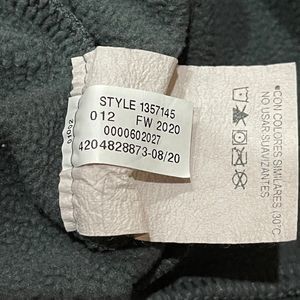 STYLE 1357145
012 FW 2020
0000602027
4204828873-08/20
•CON COLORES SIMILARES, 30°C
NO USAR SUAVIZANTES